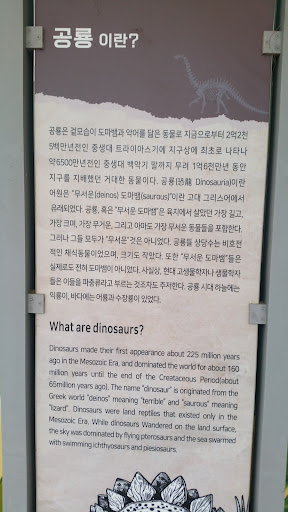 공룡 이란?
공룡은 겉모습이 도마뱀과 악어를 닮은 동물로 지금으로부터 2억2천
5백만년전인 중생대 트라이아스기에 지구상에 최초로 나타나
약6500만년전인 중생대 백악기 말까지 무려 1억6천만년 동안
지구를 지배했던 거대한 동물이다. 공룡(恐龍 Dinosauria)이란
어원은 "무서운(deinos) 도마뱀(saurous)"이란 고대 그리스어에서
유래되었다. 공룡, 혹은 "무서운 도마뱀"은 육지에서 살았던 가장 길고,
가장 크며, 가장 무거운, 그리고 아마도 가장 무서운 동물들을 포함한다.
그러나 그들 모두가 "무서운"것은 아니었다. 공룡들 상당수는 비호전
적인 채식동물이었으며, 크기도 작았다. 또한 "무서운 도마뱀"들은
실제로도 전혀 도마뱀이 아니었다. 사실상, 현대 고생물학자나 생물학자
들은 이들을 파충류라고 부르는 것조차도 주저한다. 공룡 시대 하늘에는
익룡이, 바다에는 어룡과 수장룡이 있었다.
What are dinosaurs?
Dinosaurs made their first appearance about 225 million years
ago in the Mesozoic Era, and dominated the world for about 160
million years until the end of the Creataceous Period(about
65million years ago). The name "dinosaur" is originated from the
Greek world "deinos" meaning "terrible" and "saurous" meaning
"lizard". Dinosaurs were land reptiles that existed only in the
Mesozoic Era. While dinosaurs Wandered on the land surface,
the sky was dominated by flying pterosaurs and the sea swarmed
with swimming ichthyosaurs and piesiosaurs.